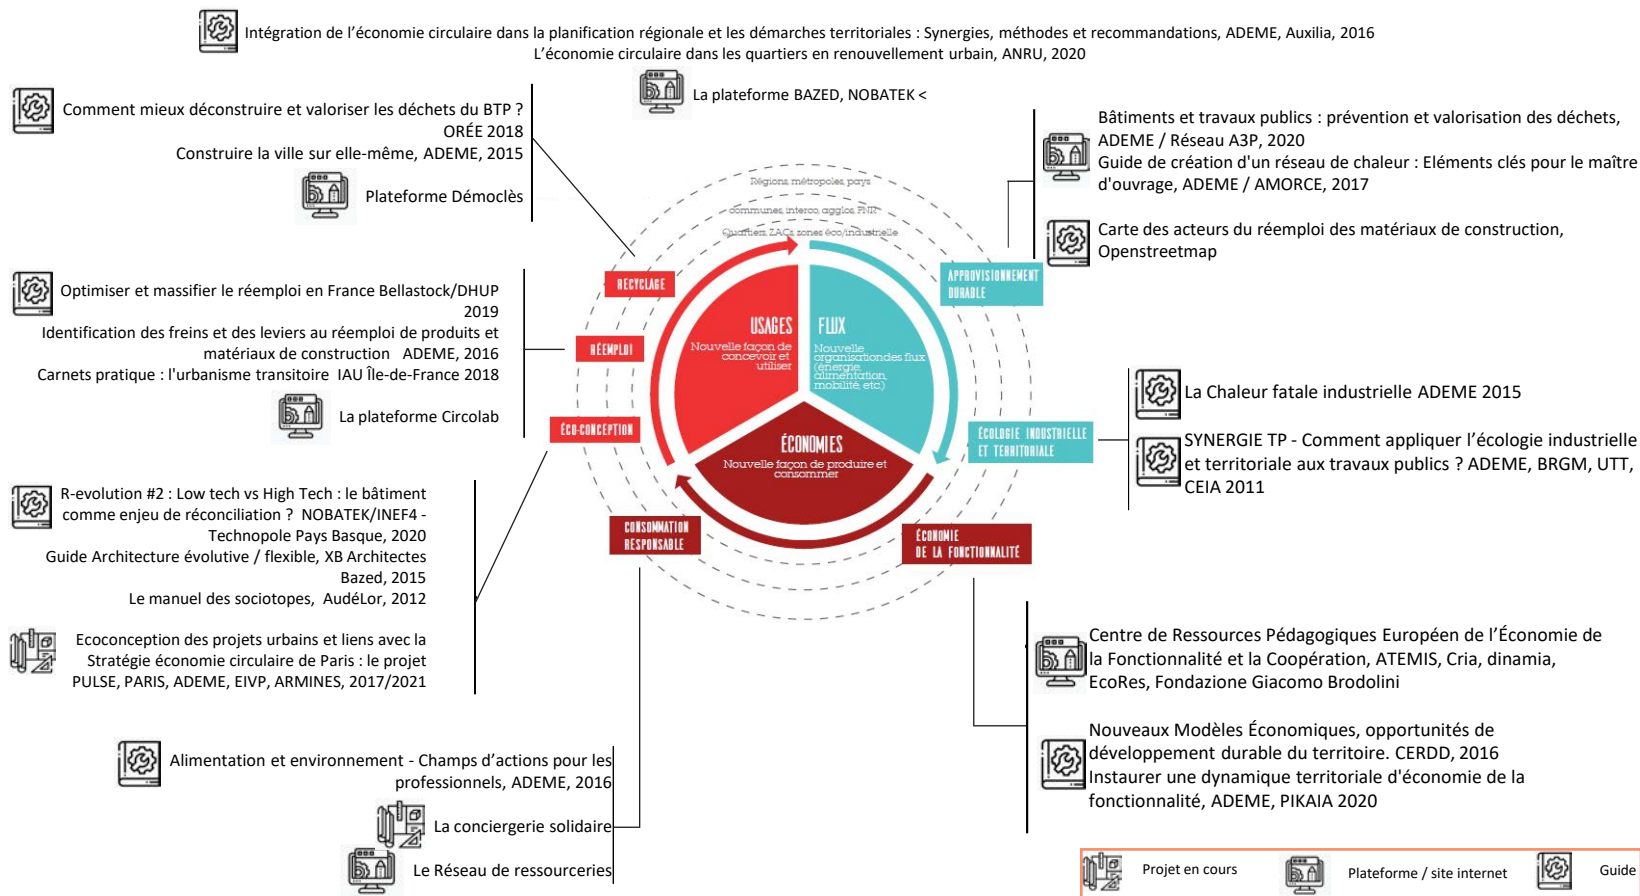 Intégration de l’économie circulaire dans la planification régionale et les démarches territoriales : Synergies, méthodes et recommandations, ADEME, Auxilia, 2016
L’économie circulaire dans les quartiers en renouvellement urbain, ANRU, 2020
La plateforme BAZED, NOBATEK <
Comment mieux déconstruire et valoriser les déchets du BTP ?
ORÉE 2018
Construire la ville sur elle-même, ADEME, 2015
Plateforme Démoclès
Optimiser et massifier le réemploi en France Bellastock/DHUP
2019
Identification des freins et des leviers au réemploi de produits et
matériaux de construction ADEME, 2016
Carnets pratique : l'urbanisme transitoire IAU Île-de-France 2018
La plateforme Circolab
R-evolution #2 : Low tech vs High Tech : le bâtiment
comme enjeu de réconciliation ? NOBATEK/INEF4 -
Technopole Pays Basque, 2020
Guide Architecture évolutive / flexible, XB Architectes
Bazed, 2015
Le manuel des sociotopes, AudéLor, 2012
Ecoconception des projets urbains et liens avec la
Stratégie économie circulaire de Paris : le projet
PULSE, PARIS, ADEME, EIVP, ARMINES, 2017/2021
Alimentation et environnement - Champs d’actions pour les
professionnels, ADEME, 2016
La conciergerie solidaire
Le Réseau de ressourceries
Régions, métropoles, pays
communes, interco, agglos, PNR
Quartiers, ZACs, zones éco/industrielle
RECYCLAGE
RÉEMPLOI
ÉCO-CONCEPTION
CONSOMMATION
RESPONSABLE
USAGES
Nouvelle façon de
concevoir et
utiliser
FLUX
Nouvelle
organisationdes flux
(énergie,
alimentation,
mobilité, etc.)
ÉCONOMIES
Nouvelle façon de produire et
consommer
APPROVISIONNEMENT
DURABLE
ÉCOLOGIE INDUSTRIELLE
ET TERRITORIALE
ÉCONOMIE
DE LA FONCTIONNALITÉ
Bâtiments et travaux publics : prévention et valorisation des déchets,
ADEME / Réseau A3P, 2020
Guide de création d'un réseau de chaleur : Eléments clés pour le maître
d'ouvrage, ADEME / AMORCE, 2017
Carte des acteurs du réemploi des matériaux de construction,
Openstreetmap
La Chaleur fatale industrielle ADEME 2015
SYNERGIE TP - Comment appliquer l’écologie industrielle
et territoriale aux travaux publics ? ADEME, BRGM, UTT,
CEIA 2011
Centre de Ressources Pédagogiques Européen de l’Économie de
la Fonctionnalité et la Coopération, ATEMIS, Cria, dinamia,
EcoRes, Fondazione Giacomo Brodolini
Nouveaux Modèles Économiques, opportunités de
développement durable du territoire. CERDD, 2016
Instaurer une dynamique territoriale d'économie de la
fonctionnalité, ADEME, PIKAIA 2020
Projet en cours
Plateforme / site internet
Guide